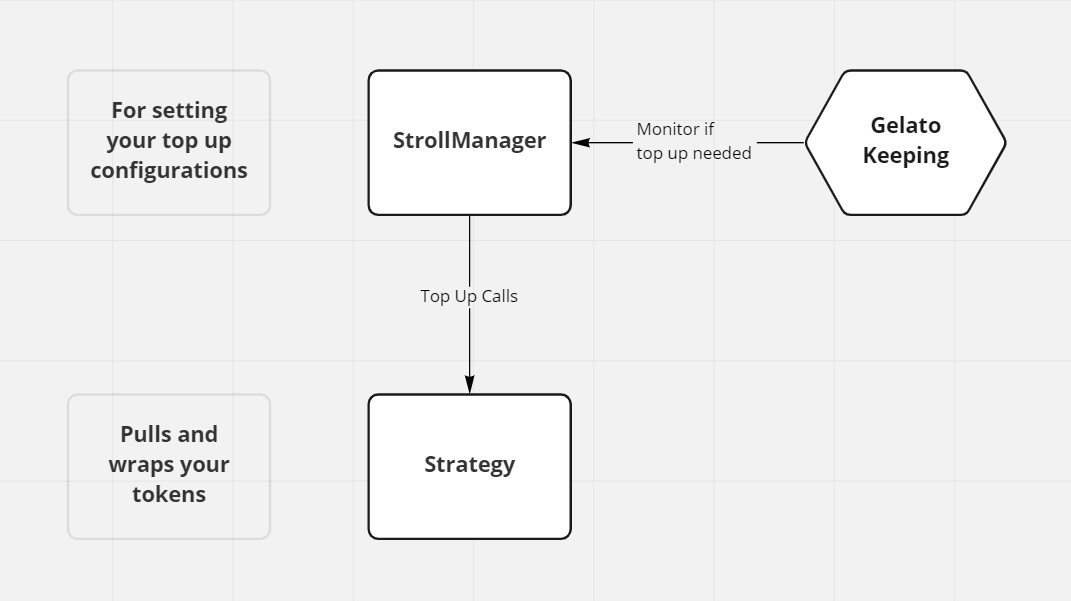 For setting
your top up
configurations
StrollManager
Monitor if
top up needed
Gelato
Keeping
Top Up Calls
Pulls and
wraps your
tokens
Strategy